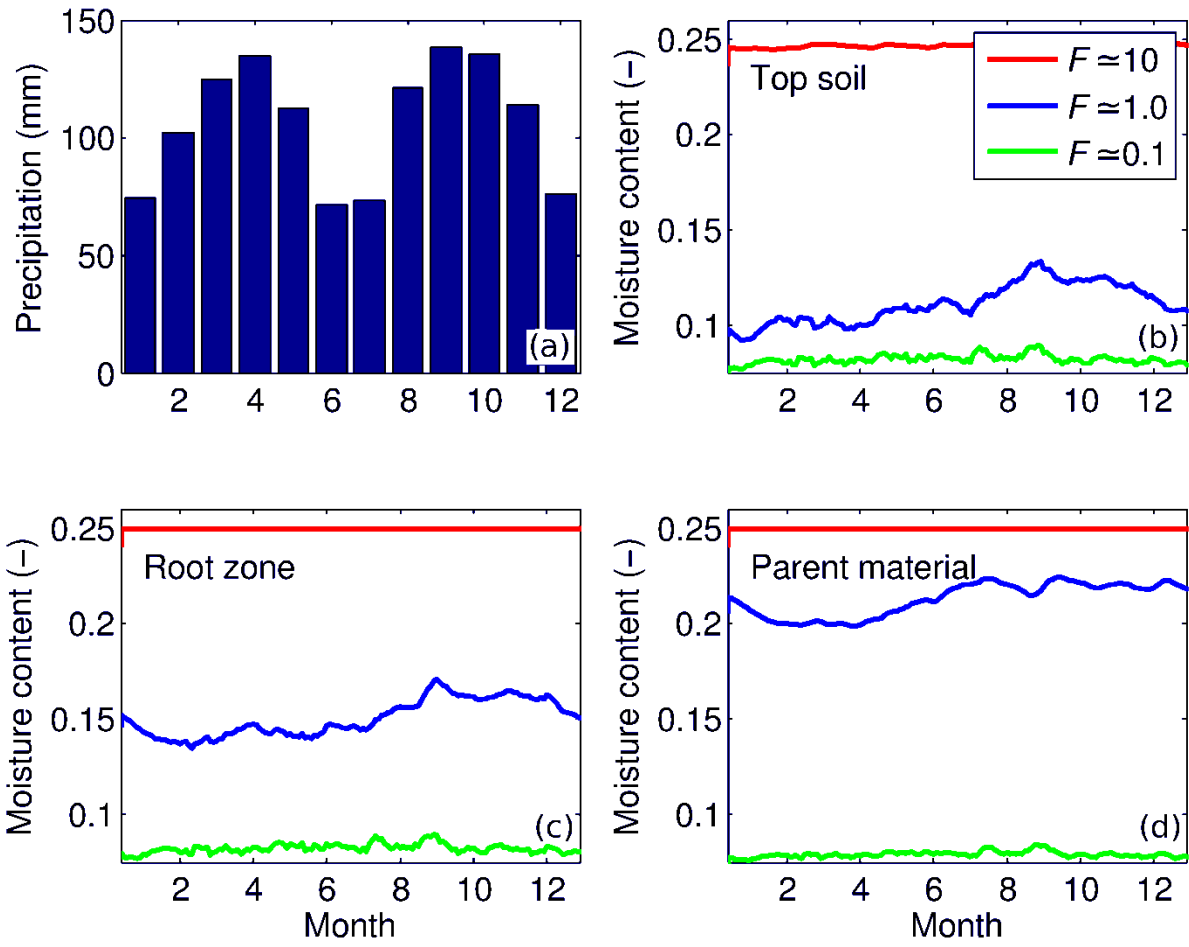 150
100
50
0
Precipitation (mm)
(a)
2 4 6 8 10 12
0.25
0.2
0.15
0.1
Moisture content (−)
Top soil
F ≃10
F ≃1.0
F ≃0.1
(b)
2 4 6 8 10 12
0.25
0.2
0.15
0.1
Moisture content (−)
Root zone
(c)
2 4 6 8 10 12
Month
0.25
0.2
0.15
0.1
Moisture content (−)
Parent material
(d)
2 4 6 8 10 12
Month